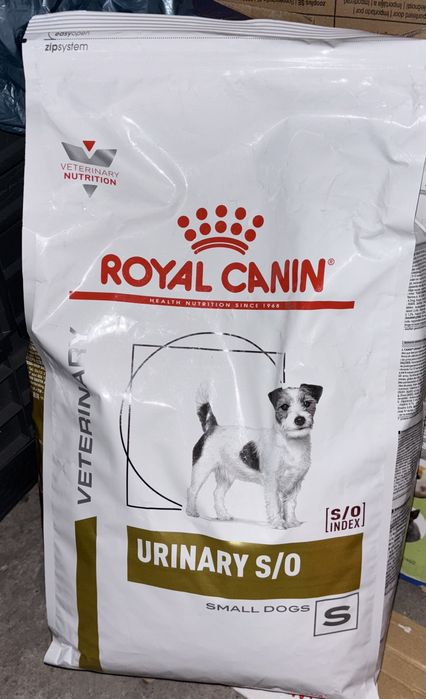 easyopen
zipsystem
VETERINARY
NUTRITION
ROYAL CANIN®
HEALTH NUTRITION SINCE 1968
VETERINARY
[S/O
INDEX]
URINARY S/O
SMALL DOGS S